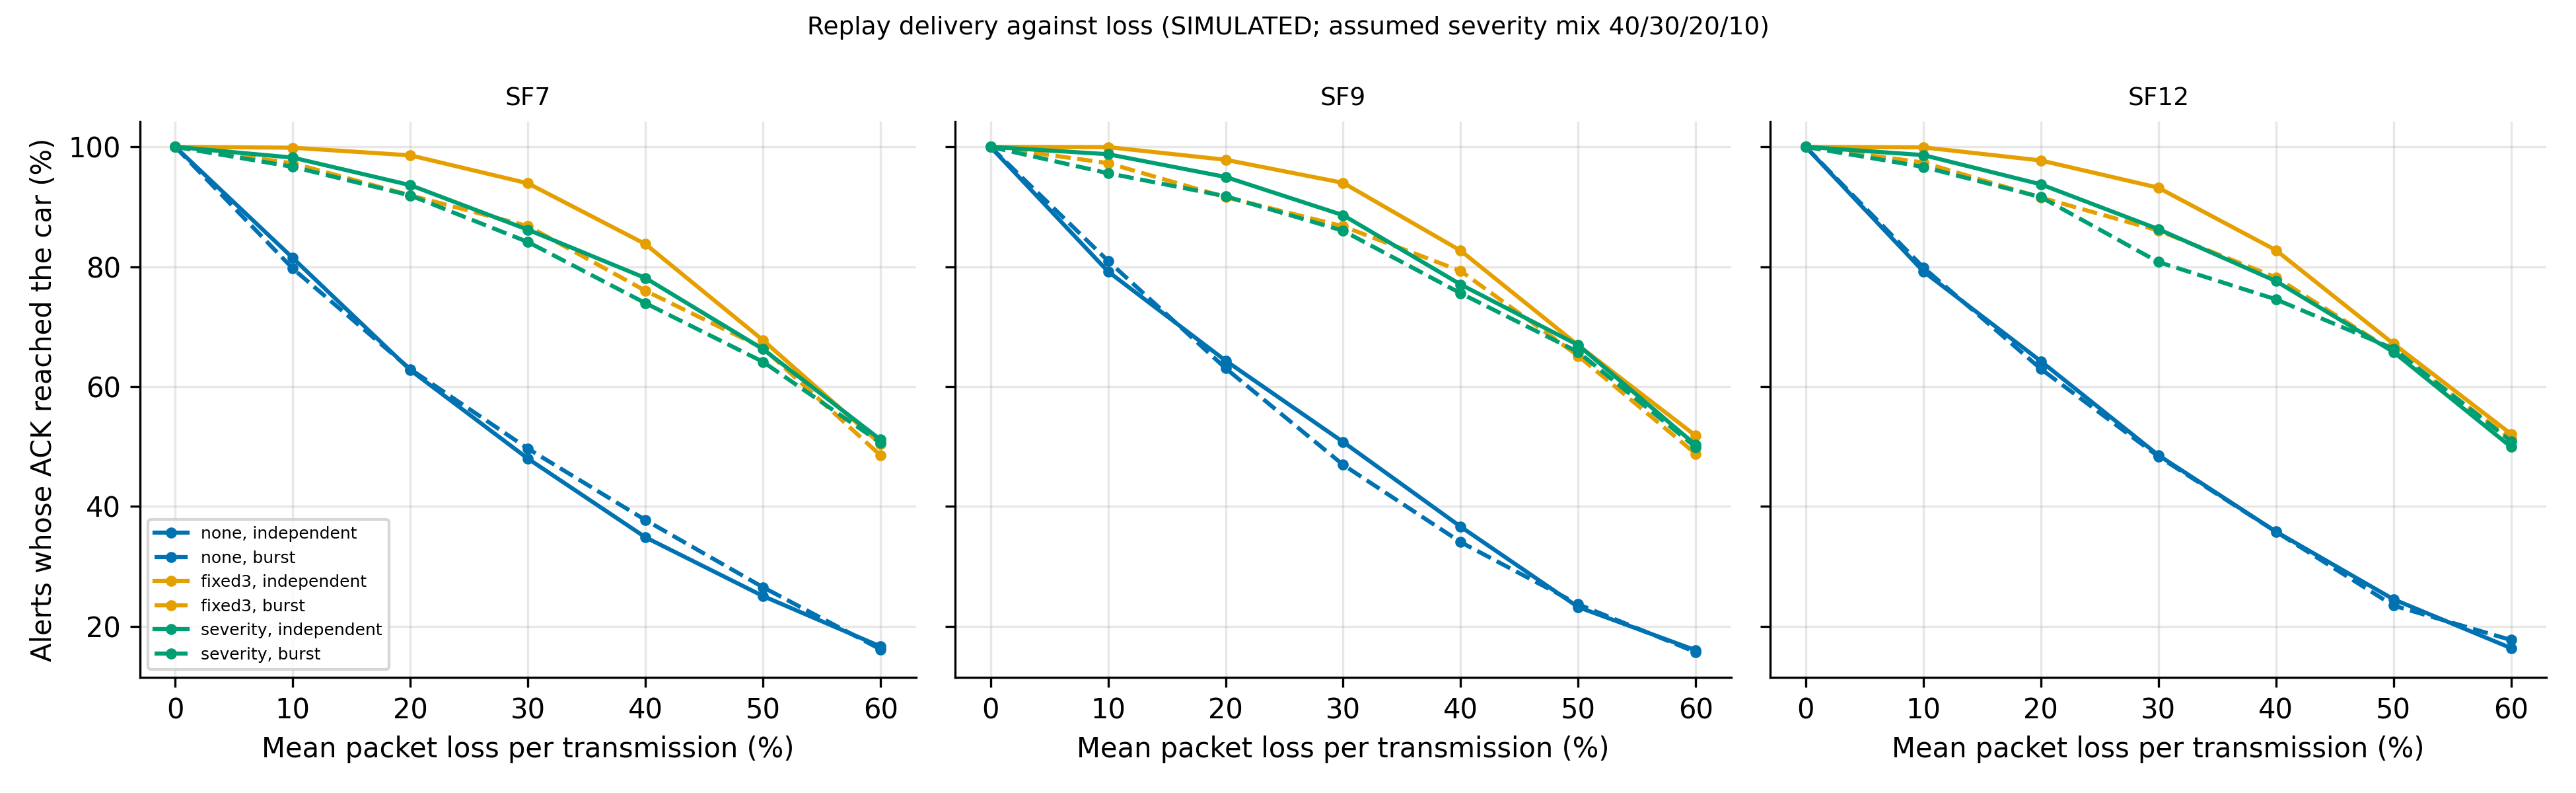 Replay delivery against loss (SIMULATED; assumed severity mix 40/30/20/10)
SF7
SF9
SF12
Alerts whose ACK reached the car (%)
100
80
60
40
20
none, independent
none, burst
fixed3, independent
fixed3, burst
severity, independent
severity, burst
0 10 20 30 40 50 60
0 10 20 30 40 50 60
0 10 20 30 40 50 60
Mean packet loss per transmission (%)
Mean packet loss per transmission (%)
Mean packet loss per transmission (%)